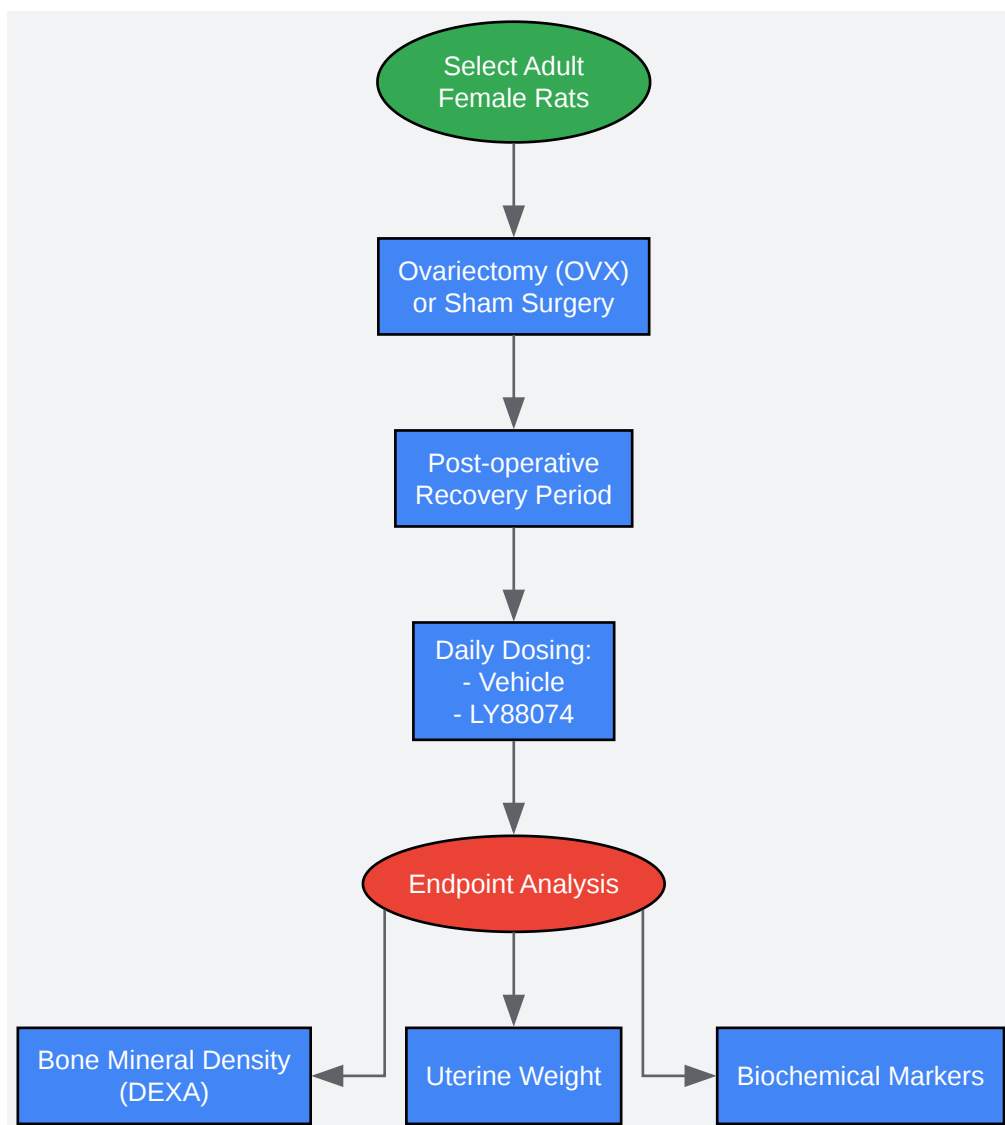 Select Adult
Female Rats
Ovariectomy (OVX)
or Sham Surgery
Post-operative
Recovery Period
Daily Dosing:
- Vehicle
- LY88074
Endpoint Analysis
Bone Mineral Density
(DEXA)
Uterine Weight
Biochemical Markers